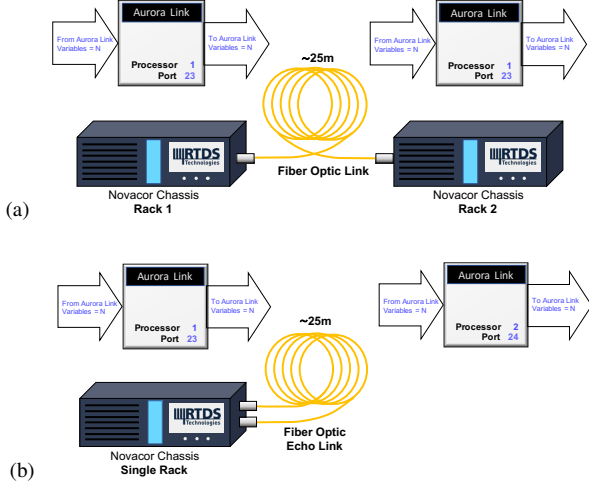 Aurora Link
From Aurora Link
Variables = N
To Aurora Link
Variables = N
Processor 1
Port 23
Aurora Link
From Aurora Link
Variables = N
To Aurora Link
Variables = N
Processor 1
Port 23
~25m
RTDS
Technologies
RTDS
Technologies
Fiber Optic Link
(a)
Novacor Chassis
Rack 1
Novacor Chassis
Rack 2
Aurora Link
From Aurora Link
Variables = N
To Aurora Link
Variables = N
Processor 1
Port 23
Aurora Link
From Aurora Link
Variables = N
To Aurora Link
Variables = N
Processor 2
Port 24
~25m
RTDS
Technologies
Fiber Optic
Echo Link
(b)
Novacor Chassis
Single Rack